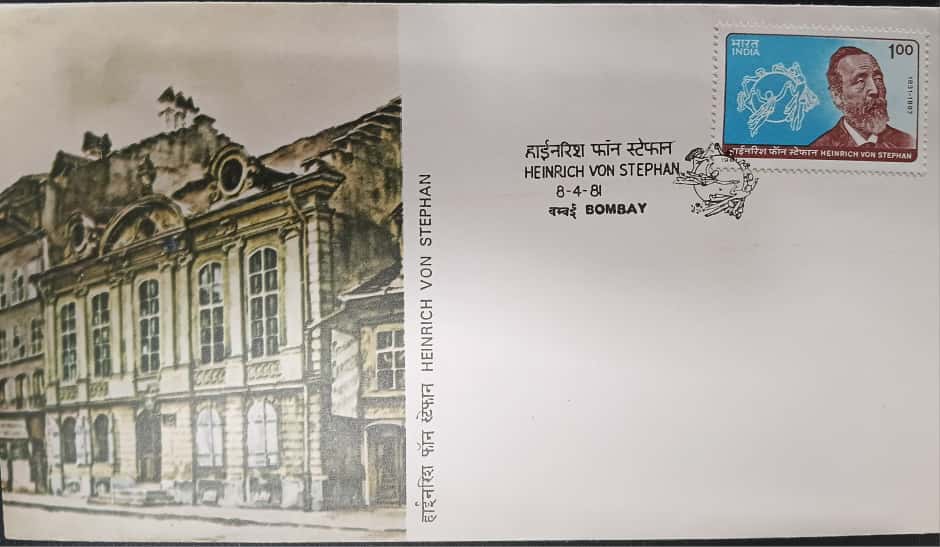 भारत
INDIA
1.00
1831-1897
हाईनरिश फॉन स्टेफान HEINRICH VON STEPHAN
हाईनरिश फॉन स्टेफान
HEINRICH VON STEPHAN
8-4-81
बम्बई BOMBAY
हाईनरिश फॉन स्टेफान HEINRICH VON STEPHAN